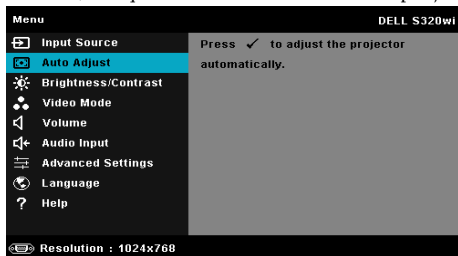 Menu
DELL S320wi
Input Source
Auto Adjust
Brightness/Contrast
Video Mode
Volume
Audio Input
Advanced Settings
Language
? Help
Press ✓ to adjust the projector
automatically.
Resolution : 1024x768